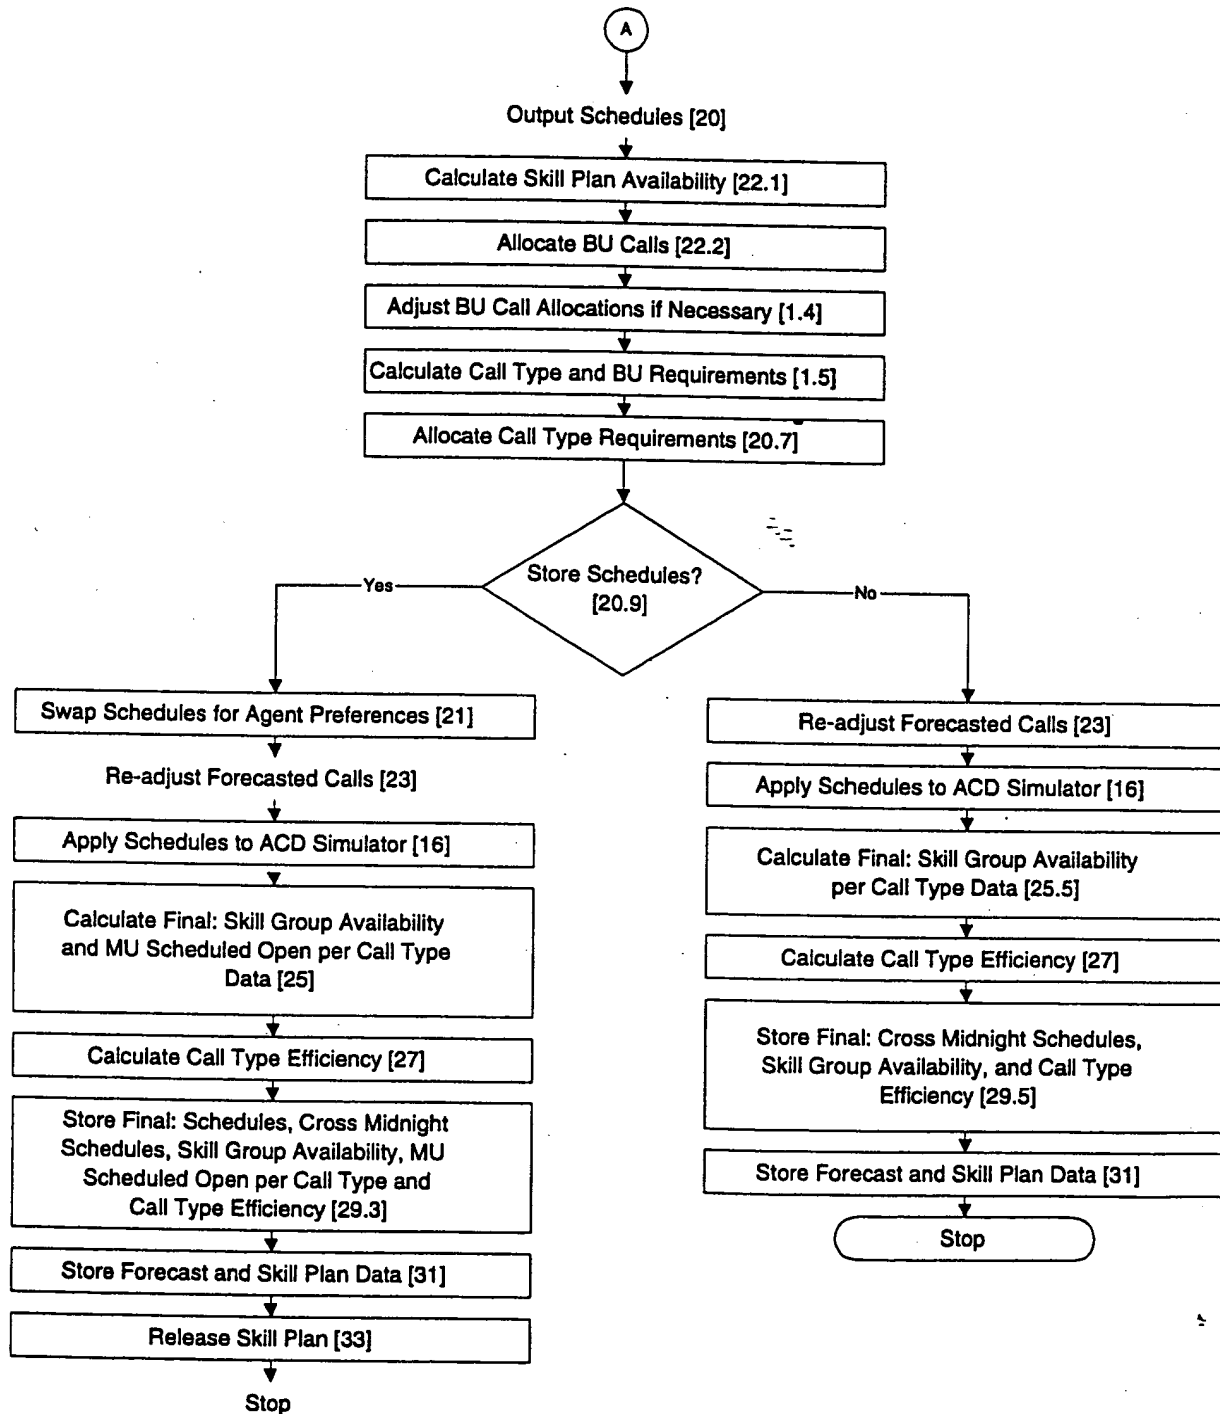 A
Output Schedules [20]
Calculate Skill Plan Availability [22.1]
Allocate BU Calls [22.2]
Adjust BU Call Allocations if Necessary [1.4]
Calculate Call Type and BU Requirements [1.5]
Allocate Call Type Requirements [20.7]
Store Schedules?
[20.9]
Yes
No
Swap Schedules for Agent Preferences [21]
Re-adjust Forecasted Calls [23]
Apply Schedules to ACD Simulator [16]
Calculate Final: Skill Group Availability
and MU Scheduled Open per Call Type
Data [25]
Calculate Call Type Efficiency [27]
Store Final: Schedules, Cross Midnight
Schedules, Skill Group Availability, MU
Scheduled Open per Call Type and
Call Type Efficiency [29.3]
Store Forecast and Skill Plan Data [31]
Release Skill Plan [33]
Stop
Re-adjust Forecasted Calls [23]
Apply Schedules to ACD Simulator [16]
Calculate Final: Skill Group Availability
per Call Type Data [25.5]
Calculate Call Type Efficiency [27]
Store Final: Cross Midnight Schedules,
Skill Group Availability, and Call Type
Efficiency [29.5]
Store Forecast and Skill Plan Data [31]
Stop